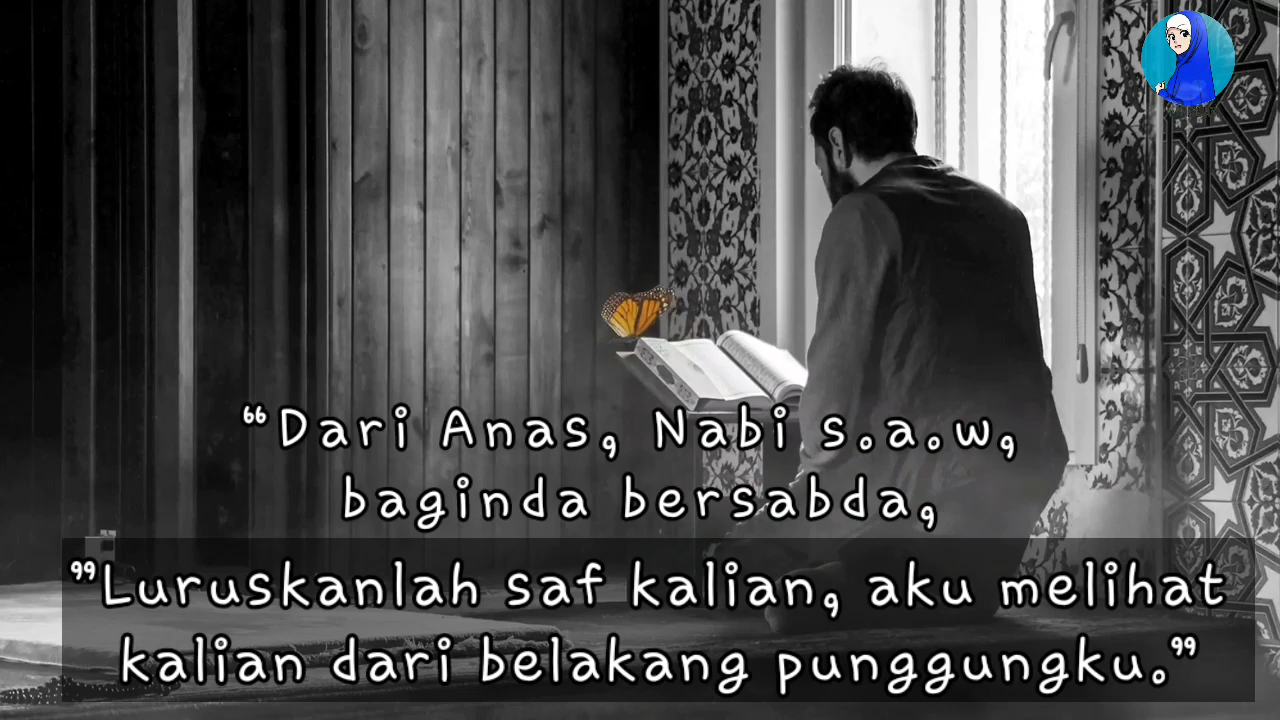 “Dari Anas, Nabi s.a.w,
baginda bersabda,
”Luruskanlah saf kalian, aku melihat
kalian dari belakang punggungku.”